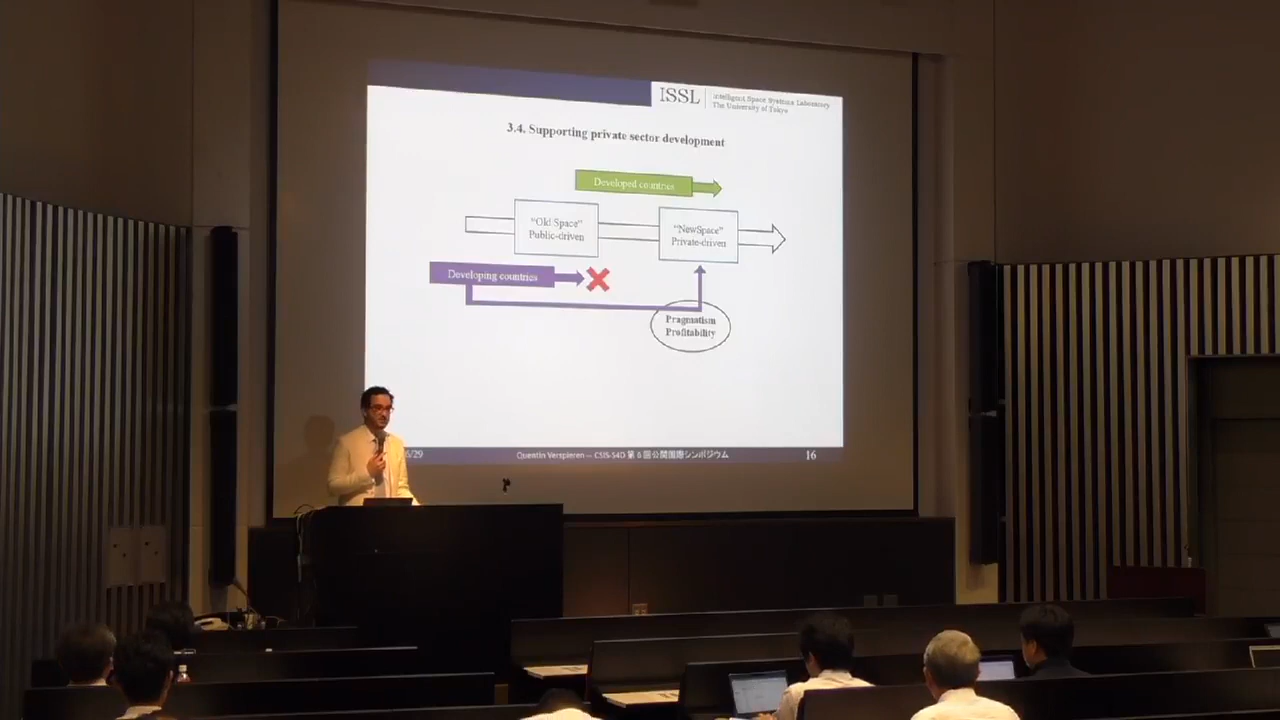 ISSL
Intelligent Space Systems Laboratory
The University of Tokyo
3.4. Supporting private sector development
Developed countries
"Old Space"
Public-driven
"NewSpace"
Private-driven
Developing countries
Pragmatism
Profitability
6/29
Quentin Verspieren — CSIS-S4D 第 6 回公開国際シンポジウム
16